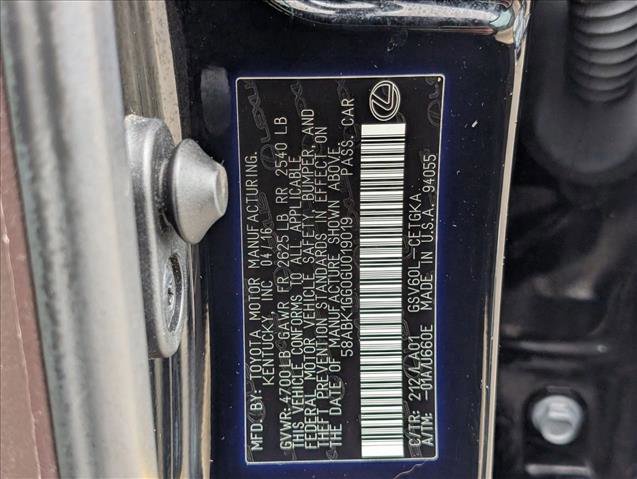 MFD. BY: TOYOTA MOTOR MANUFACTURING,
KENTUCKY, INC 04/16
GVWR: 4700 LB GAWR FR 2625 LB RR 2540 LB
THIS VEHICLE CONFORMS TO ALL APPLICABLE
FEDERAL MOTOR VEHICLE SAFETY, BUMPER, AND
THEFT PREVENTION STANDARDS IN EFFECT ON
THE DATE OF MANUFACTURE SHOWN ABOVE.
58ABK1GG0GU019019 PASS. CAR
C/TR: 212/LA01 GSV60L-CETGKA
A/TM: -01A/U660E MADE IN U.S.A. 94055